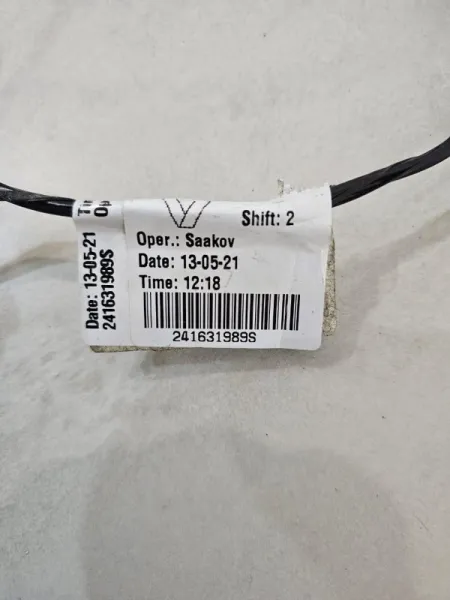 Shift: 2
Oper.: Saakov
Date: 13-05-21
Time: 12:18
241631989S
Date: 13-05-21
241631989S